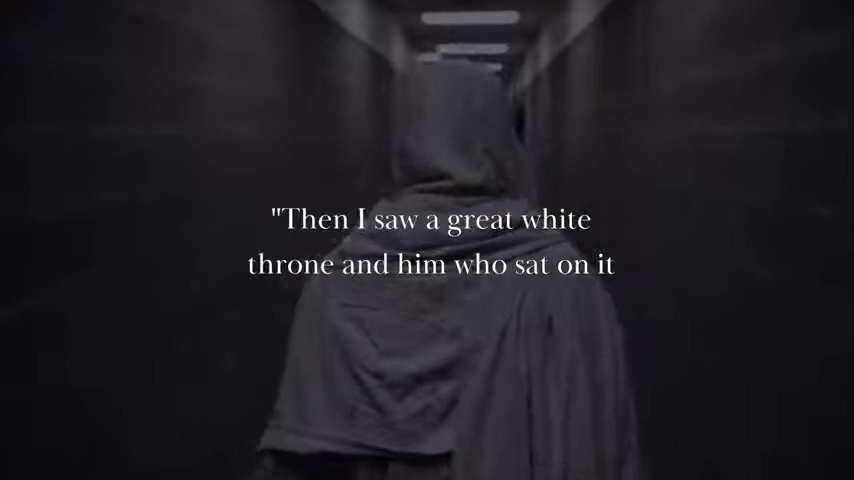 "Then I saw a great white
throne and him who sat on it